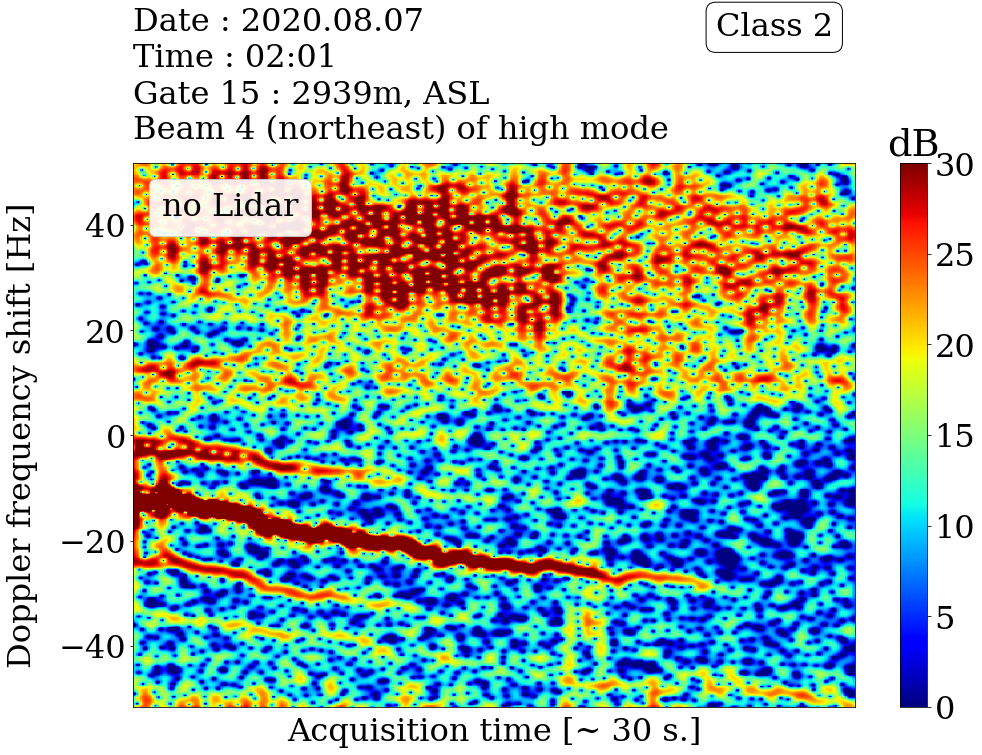 Date : 2020.08.07
Time : 02:01
Gate 15 : 2939m, ASL
Beam 4 (northeast) of high mode
Class 2
dB
no Lidar
Doppler frequency shift [Hz]
40
20
0
−20
−40
30
25
20
15
10
5
0
Acquisition time [~ 30 s.]